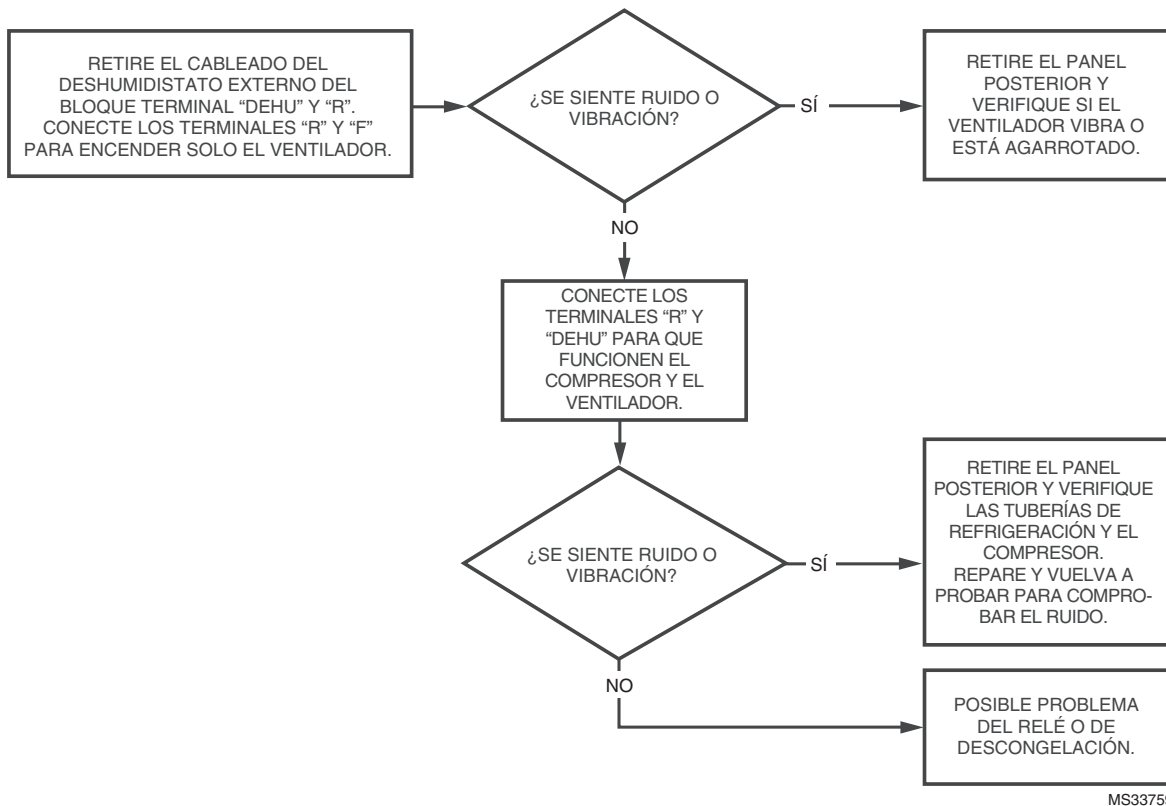 RETIRE EL CABLEADO DEL
DESHUMIDISTATO EXTERNO DEL
BLOQUE TERMINAL “DEHU” Y “R”.
CONECTE LOS TERMINALES “R” Y “F”
PARA ENCENDER SOLO EL VENTILADOR.
¿SE SIENTE RUIDO O
VIBRACIÓN?
SÍ
RETIRE EL PANEL
POSTERIOR Y
VERIFIQUE SI EL
VENTILADOR VIBRA O
ESTÁ AGARROTADO.
NO
CONECTE LOS
TERMINALES “R” Y
“DEHU” PARA QUE
FUNCIONEN EL
COMPRESOR Y EL
VENTILADOR.
¿SE SIENTE RUIDO O
VIBRACIÓN?
SÍ
RETIRE EL PANEL
POSTERIOR Y VERIFIQUE
LAS TUBERÍAS DE
REFRIGERACIÓN Y EL
COMPRESOR.
REPARE Y VUELVA A
PROBAR PARA COMPRO-
BAR EL RUIDO.
NO
POSIBLE PROBLEMA
DEL RELÉ O DE
DESCONGELACIÓN.
MS33759